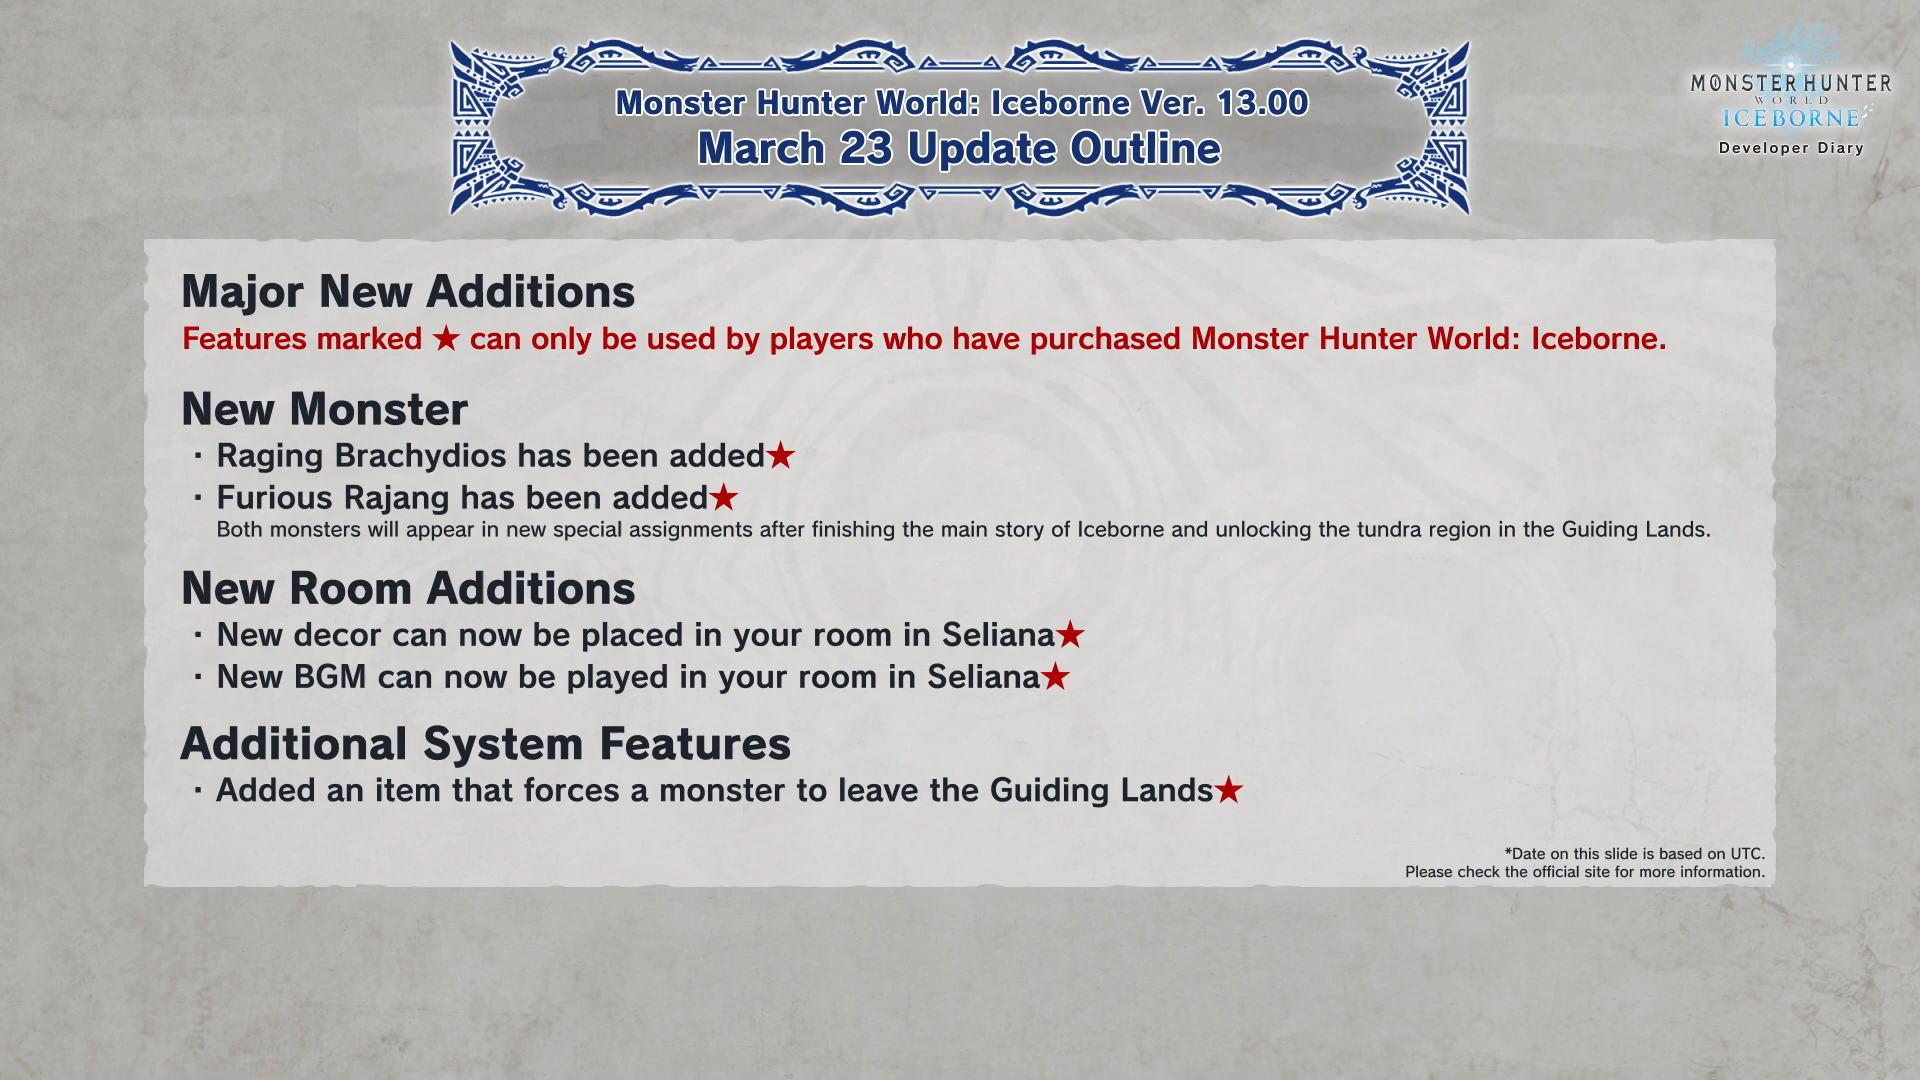 Monster Hunter World: Iceborne Ver. 13.00
March 23 Update Outline
MONSTER HUNTER
WORLD
ICEBORNE
Developer Diary
Major New Additions
Features marked ★ can only be used by players who have purchased Monster Hunter World: Iceborne.
New Monster
・Raging Brachydios has been added★
・Furious Rajang has been added★
Both monsters will appear in new special assignments after finishing the main story of Iceborne and unlocking the tundra region in the Guiding Lands.
New Room Additions
・New decor can now be placed in your room in Seliana★
・New BGM can now be played in your room in Seliana★
Additional System Features
・Added an item that forces a monster to leave the Guiding Lands★
*Date on this slide is based on UTC.
Please check the official site for more information.